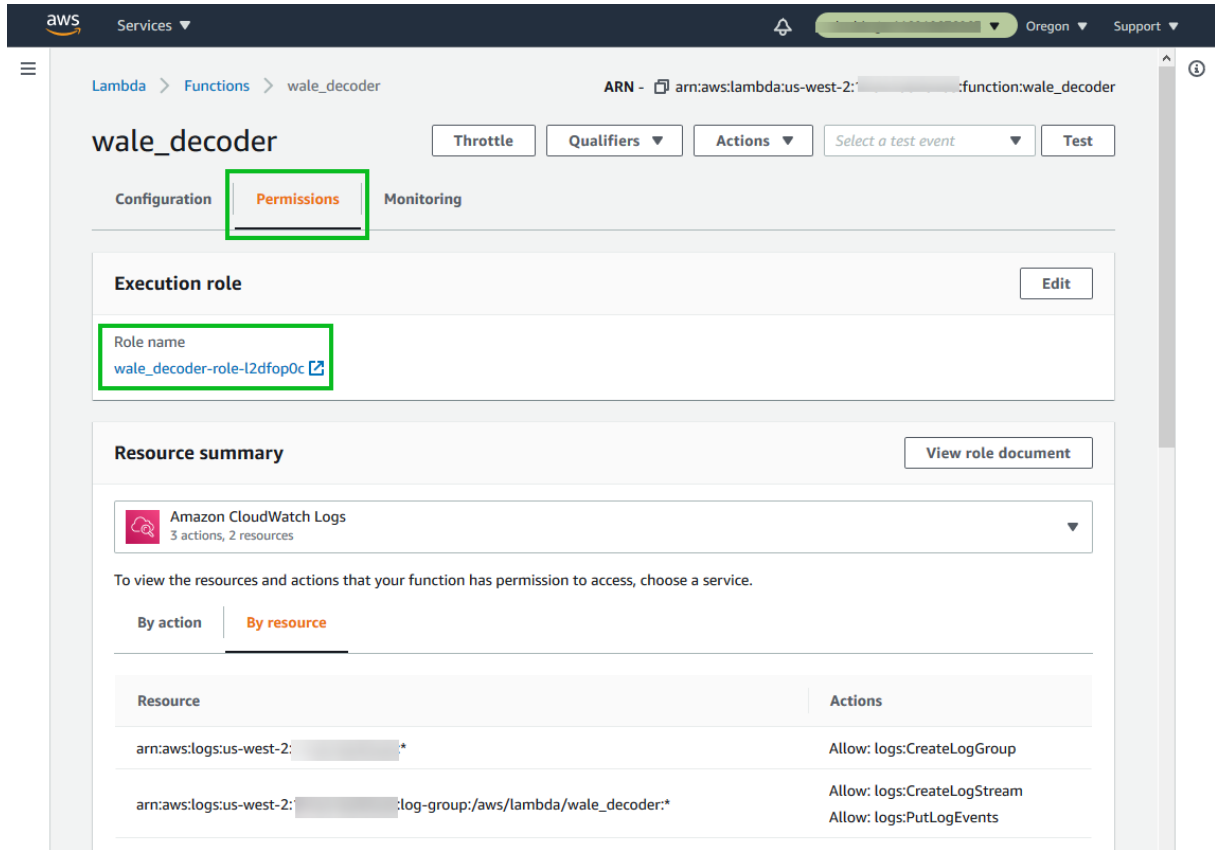 aws Services Oregon Support
Lambda Functions wale_decoder ARN - arn:aws:lambda:us-west-2: :function:wale_decoder
wale_decoder Throttle Qualifiers Actions Select a test event Test
Configuration Permissions Monitoring
Execution role Edit
Role name
wale_decoder-role-l2dfop0c
Resource summary View role document
Amazon CloudWatch Logs
3 actions, 2 resources
To view the resources and actions that your function has permission to access, choose a service.
By action By resource
Resource Actions
arn:aws:logs:us-west-2: :* Allow: logs:CreateLogGroup
arn:aws:logs:us-west-2: :log-group:/aws/lambda/wale_decoder:* Allow: logs:CreateLogStream
Allow: logs:PutLogEvents